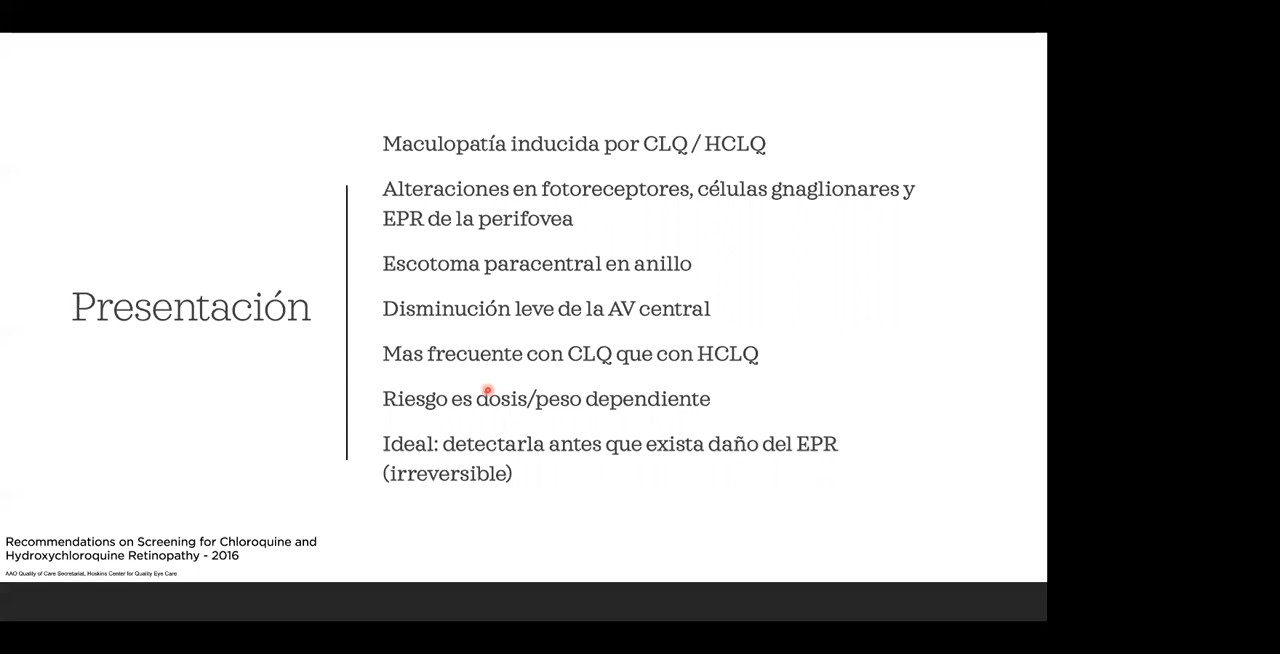 Presentación
Maculopatía inducida por CLQ / HCLQ
Alteraciones en fotoreceptores, células gnaglionares y
EPR de la perifovea
Escotoma paracentral en anillo
Disminución leve de la AV central
Mas frecuente con CLQ que con HCLQ
Riesgo es dosis/peso dependiente
Ideal: detectarla antes que exista daño del EPR
(irreversible)
Recommendations on Screening for Chloroquine and
Hydroxychloroquine Retinopathy - 2016
AAO Quality of Care Secretariat, Hoskins Center for Quality Eye Care